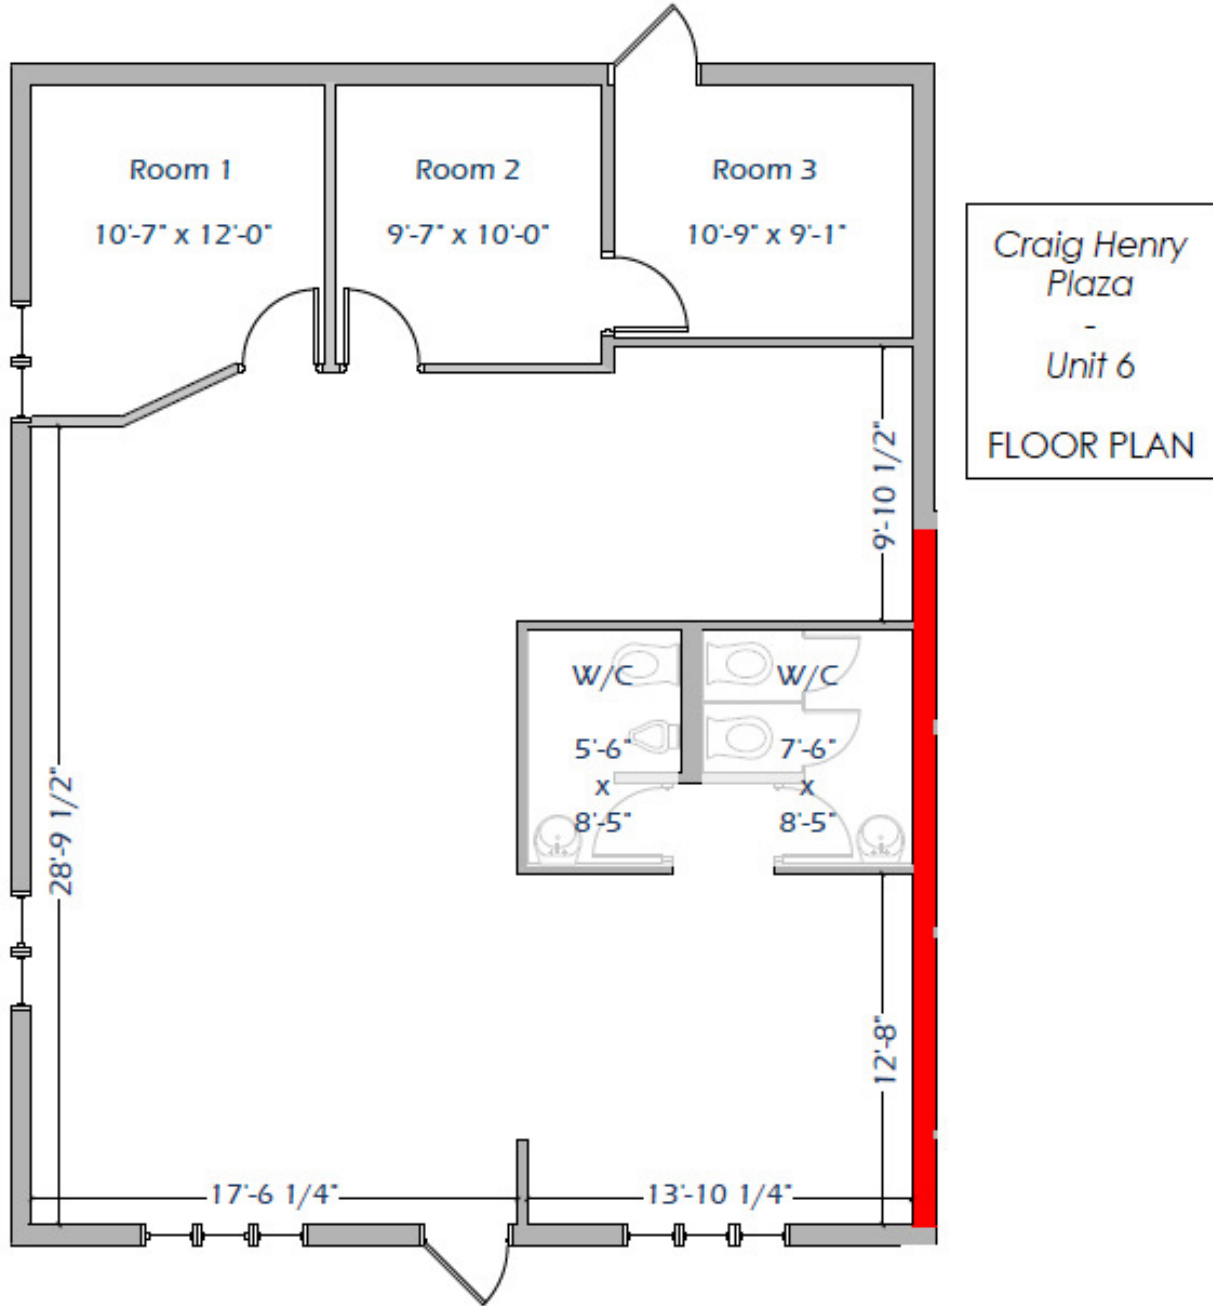 Room 1
10'-7" x 12'-0"
Room 2
9'-7" x 10'-0"
Room 3
10'-9" x 9'-1"
Craig Henry
Plaza
-
Unit 6
FLOOR PLAN
9'-10 1/2"
W/C
5'-6"
x
8'-5"
W/C
7'-6"
x
8'-5"
28'-9 1/2"
12'-8"
17'-6 1/4"
13'-10 1/4"